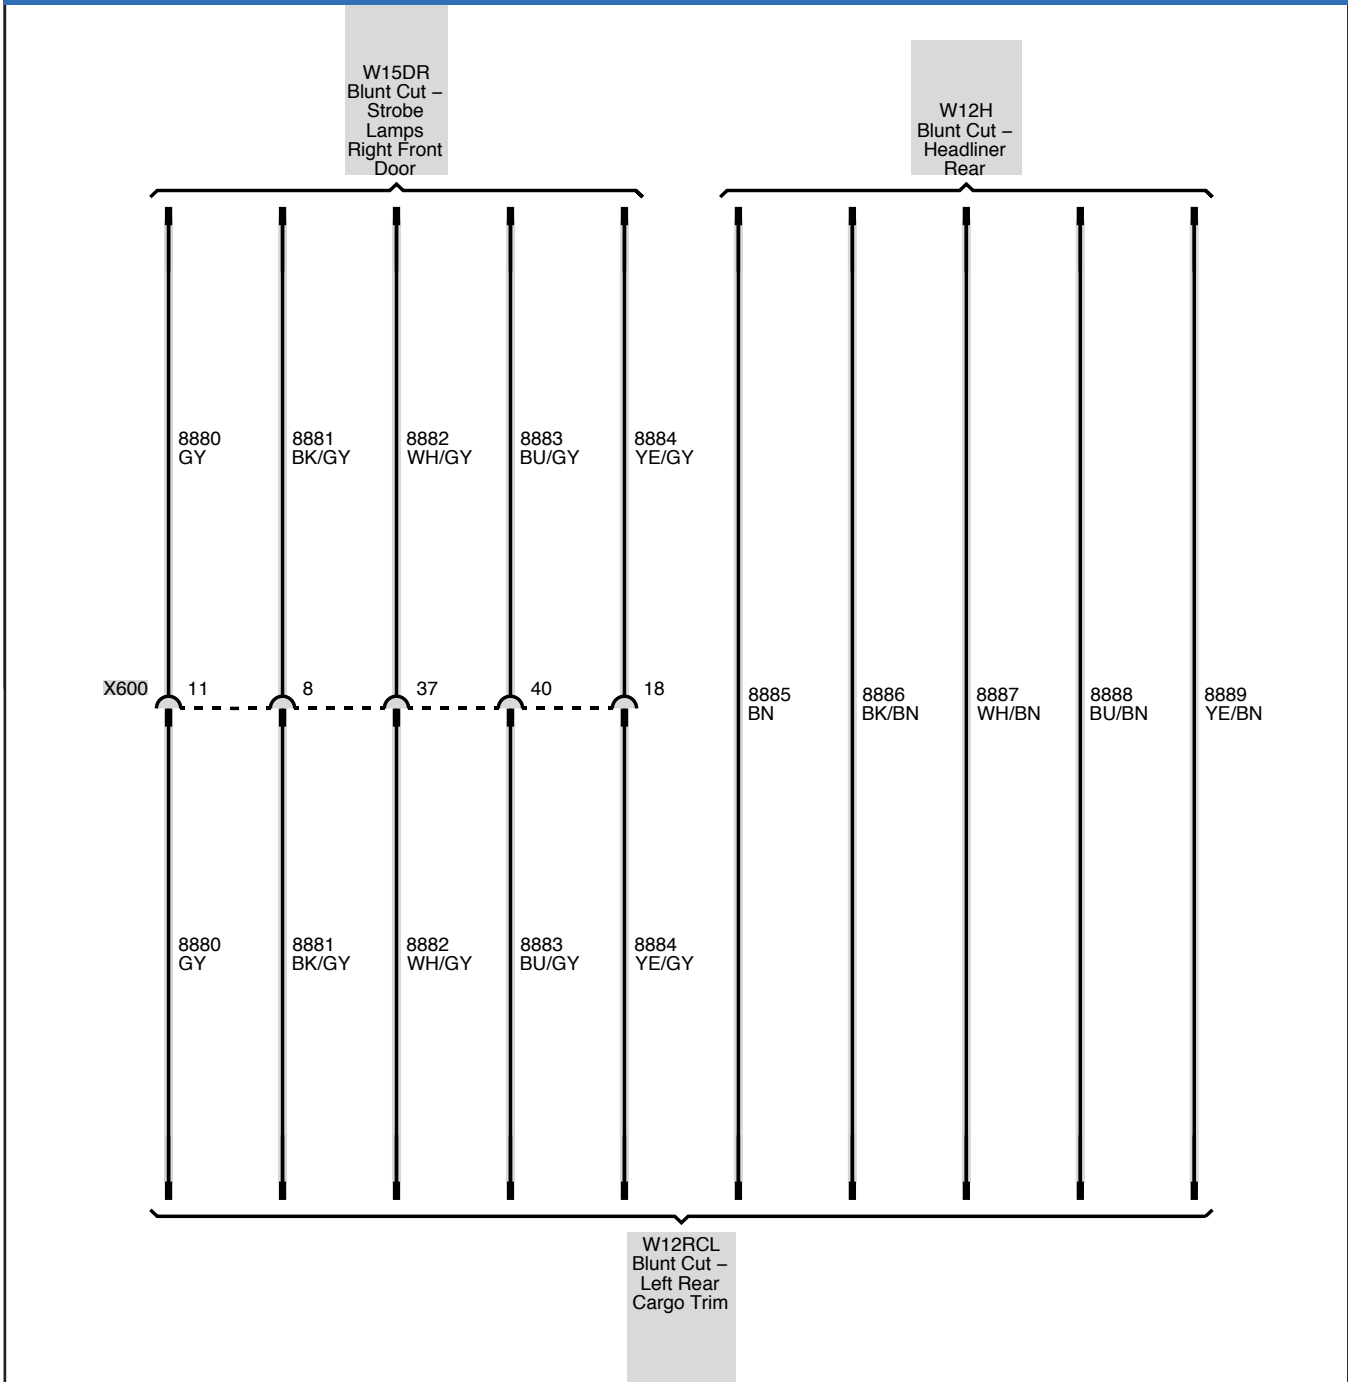 W15DR
Blunt Cut –
Strobe
Lamps
Right Front
Door
W12H
Blunt Cut –
Headliner
Rear
8880
GY
8881
BK/GY
8882
WH/GY
8883
BU/GY
8884
YE/GY
X600
11
8
37
40
18
8885
BN
8886
BK/BN
8887
WH/BN
8888
BU/BN
8889
YE/BN
8880
GY
8881
BK/GY
8882
WH/GY
8883
BU/GY
8884
YE/GY
W12RCL
Blunt Cut –
Left Rear
Cargo Trim